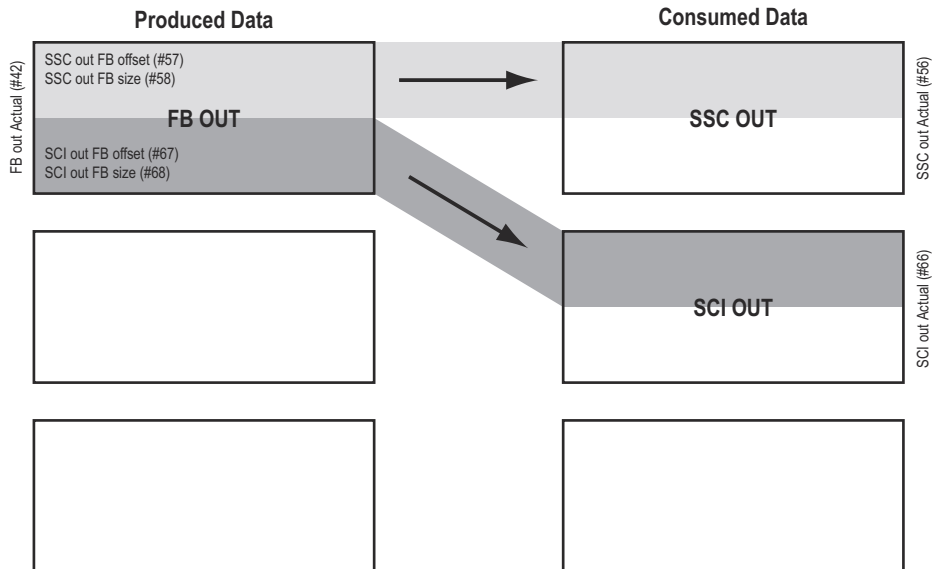 Produced Data
Consumed Data
FB out Actual (#42)
SSC out FB offset (#57)
SSC out FB size (#58)
FB OUT
SCI out FB offset (#67)
SCI out FB size (#68)
SSC OUT
SSC out Actual (#56)
SCI OUT
SCI out Actual (#66)